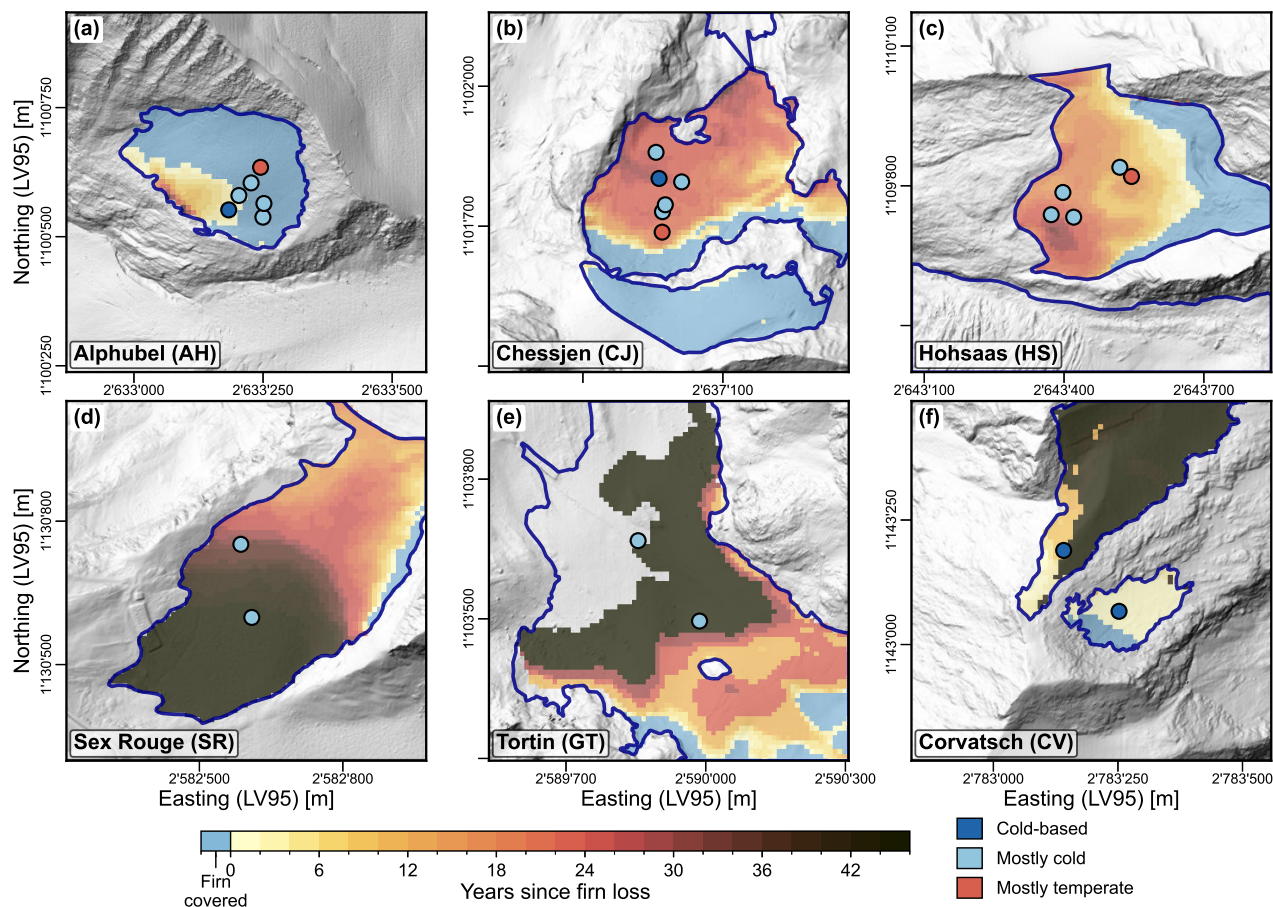 (a)
(b)
(c)
Northing (LV95) [m]
1'100'750
1'100'500
1'100'250
1'102'000
1'101'700
1'110'100
1'109'800
Alphubel (AH)
Chessjen (CJ)
Hohsaas (HS)
2'633'000
2'633'250
2'633'500
2'637'100
2'643'100
2'643'400
2'643'700
(d)
(e)
(f)
Northing (LV95) [m]
1'130'800
1'130'500
1'103'800
1'103'500
1'143'250
1'143'000
Sex Rouge (SR)
Tortin (GT)
Corvatsch (CV)
2'582'500
2'582'800
2'589'700
2'590'000
2'590'300
2'783'000
2'783'250
2'783'500
Easting (LV95) [m]
Easting (LV95) [m]
Easting (LV95) [m]
Firn covered
0
6
12
18
24
30
36
42
Years since firn loss
Cold-based
Mostly cold
Mostly temperate